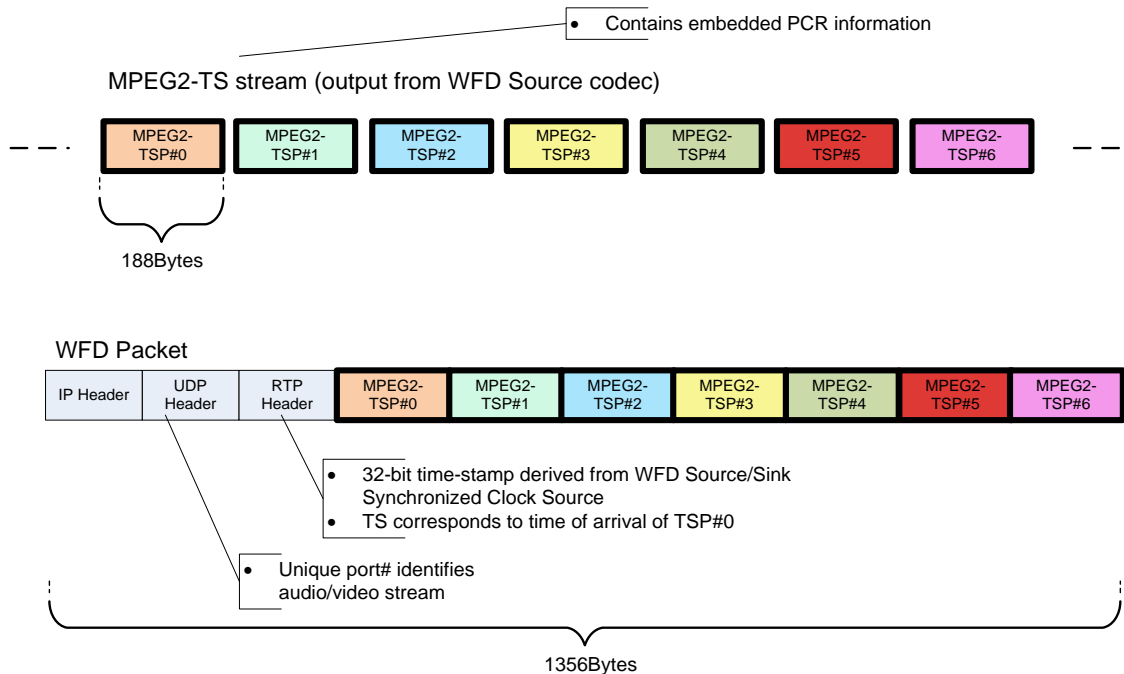 • Contains embedded PCR information
MPEG2-TS stream (output from WFD Source codec)
MPEG2-
TSP#0
MPEG2-
TSP#1
MPEG2-
TSP#2
MPEG2-
TSP#3
MPEG2-
TSP#4
MPEG2-
TSP#5
MPEG2-
TSP#6
188Bytes
WFD Packet
IP Header
UDP
Header
RTP
Header
MPEG2-
TSP#0
MPEG2-
TSP#1
MPEG2-
TSP#2
MPEG2-
TSP#3
MPEG2-
TSP#4
MPEG2-
TSP#5
MPEG2-
TSP#6
• 32-bit time-stamp derived from WFD Source/Sink
Synchronized Clock Source
• TS corresponds to time of arrival of TSP#0
• Unique port# identifies
audio/video stream
1356Bytes